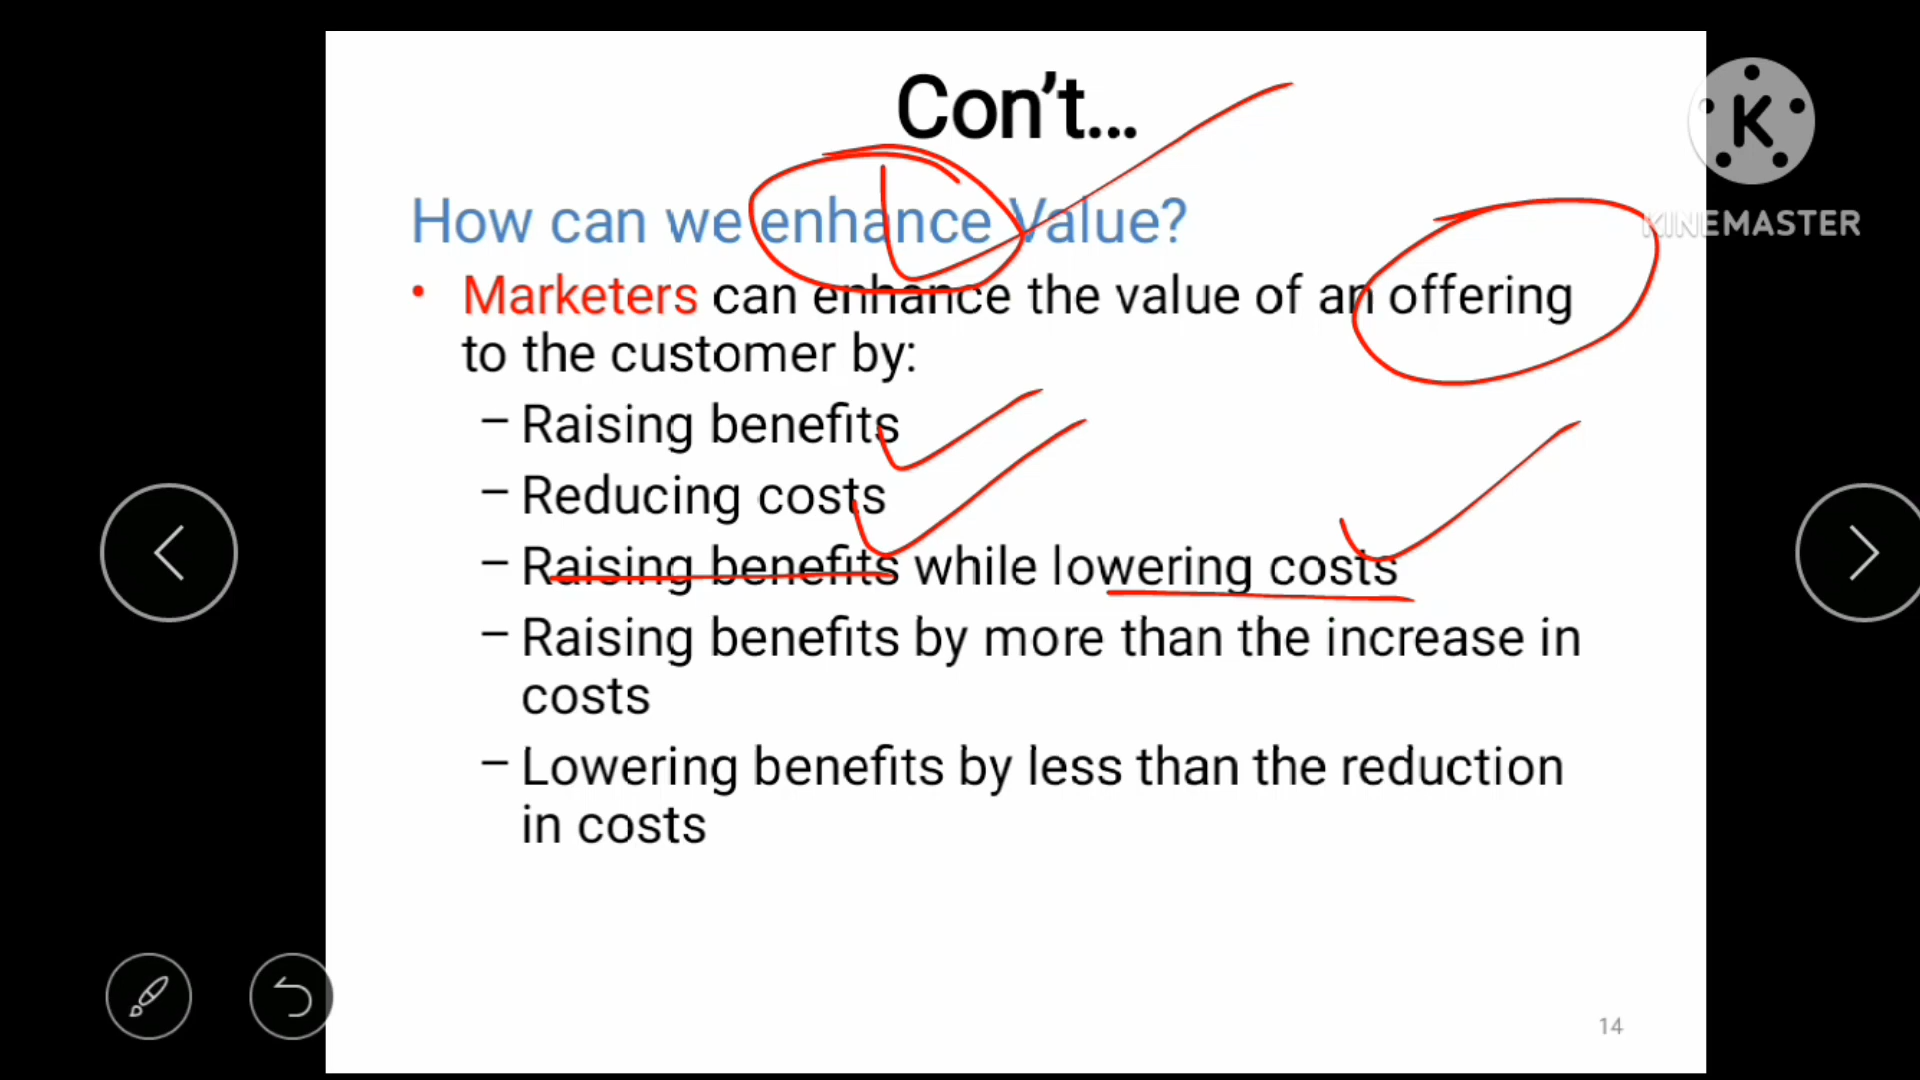 Con't...
How can we enhance Value?
• Marketers can enhance the value of an offering
to the customer by:
– Raising benefits
– Reducing costs
– Raising benefits while lowering costs
– Raising benefits by more than the increase in
costs
– Lowering benefits by less than the reduction
in costs
14
K
KINEMASTER